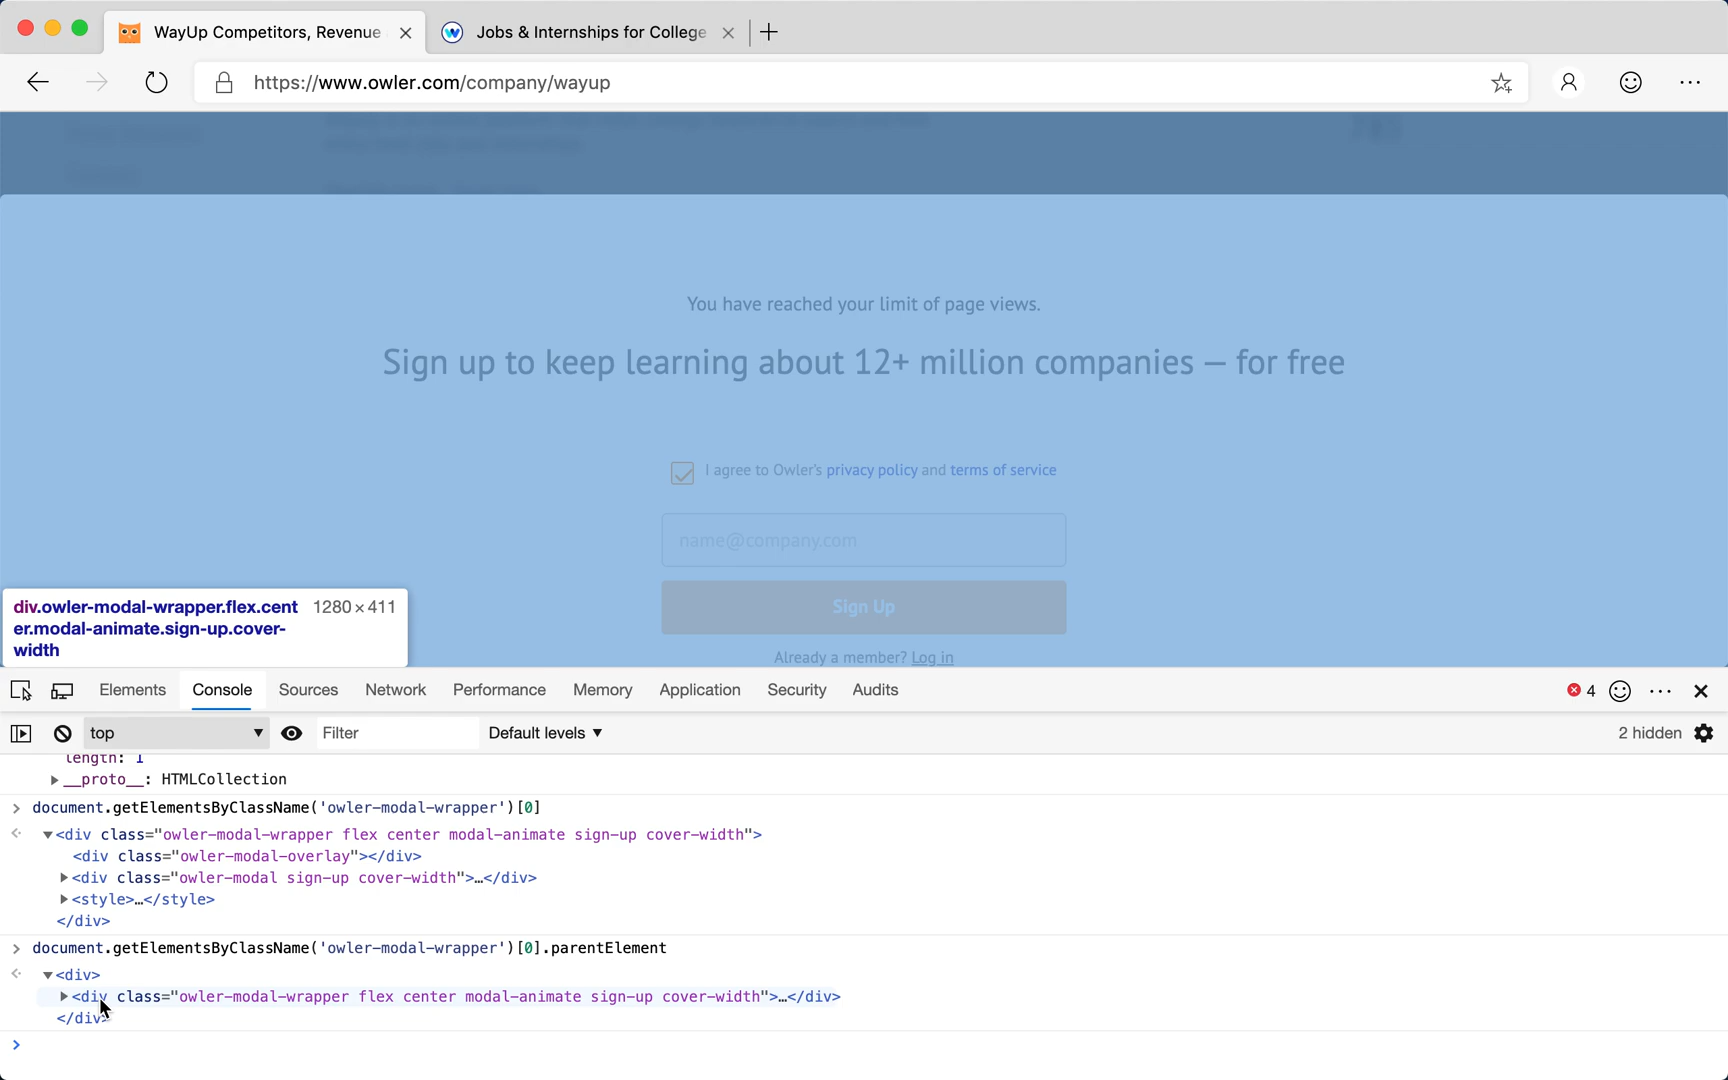 WayUp Competitors, Revenue
Jobs & Internships for College
https://www.owler.com/company/wayup
You have reached your limit of page views.
Sign up to keep learning about 12+ million companies — for free
I agree to Owler's privacy policy and terms of service
name@company.com
Sign Up
Already a member? Log in
div.owler-modal-wrapper.flex.cent 1280 × 411
er.modal-animate.sign-up.cover-
width
Elements Console Sources Network Performance Memory Application Security Audits 4
top Filter Default levels ▼ 2 hidden
length: 1
__proto__: HTMLCollection
document.getElementsByClassName('owler-modal-wrapper')[0]
<div class="owler-modal-wrapper flex center modal-animate sign-up cover-width">
<div class="owler-modal-overlay"></div>
<div class="owler-modal sign-up cover-width">…</div>
<style>…</style>
</div>
document.getElementsByClassName('owler-modal-wrapper')[0].parentElement
<div>
<div class="owler-modal-wrapper flex center modal-animate sign-up cover-width">…</div>
</div>